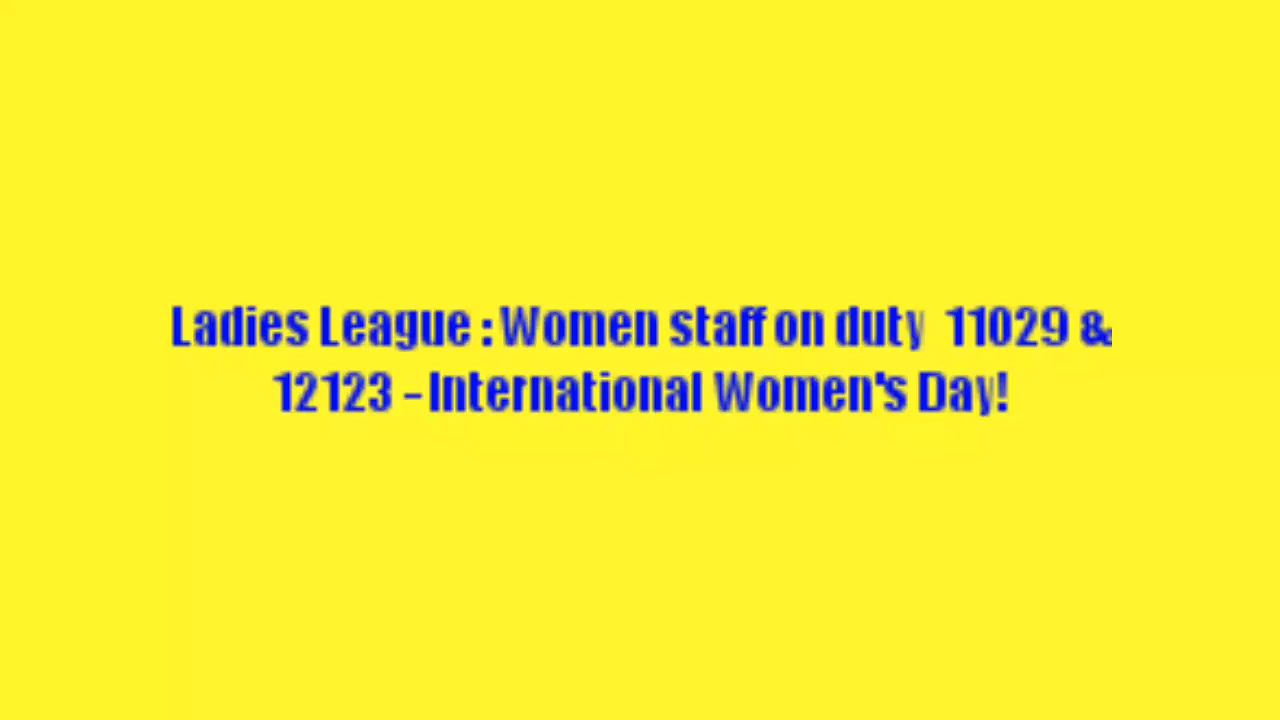 Ladies League : Women staff on duty 11029 &
12123 - International Women's Day!